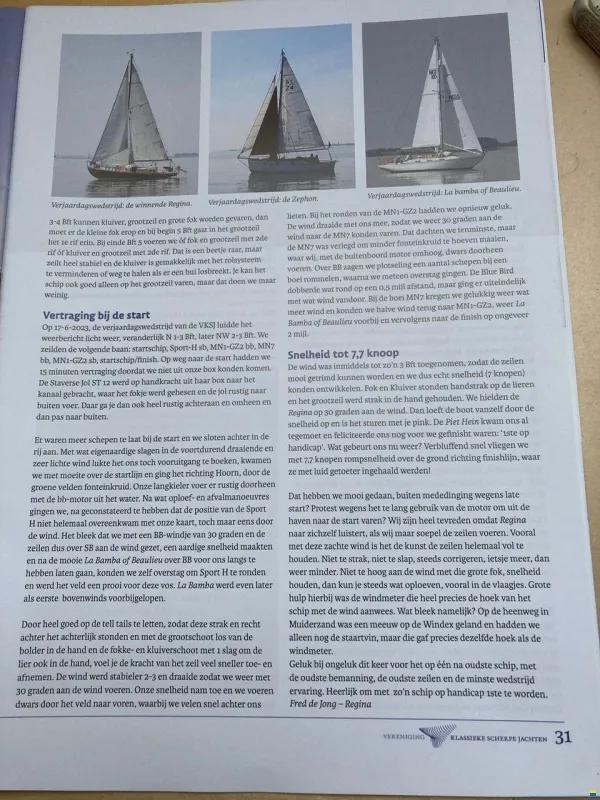 Verjaardagswedstrijd: de winnende Regina.
Verjaardagswedstrijd: de Zephon.
Verjaardagswedstrijd: La bamba of Beaulieu.
3-4 Bft kunnen kluiver, grootzeil en grote fok worden gevaren, dan
moet er de kleine fok erop en bij begin 5 Bft gaat in het grootzeil
het 1e rif erin. Bij einde Bft 5 voeren we óf fok en grootzeil met 2de
rif óf kluiver en grootzeil met 2de rif. Dat is een beetje raar, maar
zeilt heel stabiel en de kluiver is gemakkelijk met het rolsysteem
te verminderen of weg te halen als er een bui losbreekt. Je kan het
schip ook goed alleen op het grootzeil varen, maar dat doen we maar
weinig.
Vertraging bij de start
Op 17-6-2023, de verjaardagswedstrijd van de VKSJ luidde het
weerbericht licht weer, veranderlijk N 1-3 Bft, later NW 2-3 Bft. We
zeilden de volgende baan: startschip, Sport-H sb, MN1-GZ2 bb, MN7
bb, MN1-GZ2 sb, startschip/finish. Op weg naar de start hadden we
15 minuten vertraging doordat we niet uit onze box konden komen.
De Staverse Jol ST 12 werd op handkracht uit haar box naar het
kanaal gebracht, waar het fokje werd gehesen en de jol rustig naar
buiten voer. Daar ga je dan ook heel rustig achteraan en omheen en
dan pas naar buiten.
Er waren meer schepen te laat bij de start en we sloten achter in de
rij aan. Met wat eigenaardige slagen in de voortdurend draaiende en
zeer lichte wind lukte het ons toch vooruitgang te boeken, kwamen
we met moeite over de startlijn en ging het richting Hoorn, door de
groene velden fonteinkruid. Onze langkieler voer er rustig doorheen
met de bb-motor uit het water. Na wat oploef- en afvalmanoeuvres
gingen we, na geconstateerd te hebben dat de positie van de Sport
H niet helemaal overeenkwam met onze kaart, toch maar eens door
de wind. Het bleek dat we met een BB-windje van 30 graden en de
zeilen dus over SB aan de wind gezet, een aardige snelheid maakten
en na de mooie La Bamba of Beaulieu over BB voor ons langs te
hebben laten gaan, konden we zelf overstag om Sport H te ronden
en werd het veld een prooi voor deze vos. La Bamba werd even later
als eerste bovenwinds voorbijgelopen.
Door heel goed op de tell tails te letten, zodat deze strak en recht
achter het achterlijk stonden en met de grootschoot los van de
bolder in de hand en de fokke- en kluiverschoot met 1 slag om de
lier ook in de hand, voel je de kracht van het zeil veel sneller toe- en
afnemen. De wind werd stabieler 2-3 en draaide zodat we weer met
30 graden aan de wind voeren. Onze snelheid nam toe en we voeren
dwars door het veld naar voren, waarbij we velen snel achter ons
lieten. Bij het ronden van de MN1-GZ2 hadden we opnieuw geluk.
De wind draaide met ons mee, zodat we weer 30 graden aan de
wind naar de MN7 konden varen. Dat dachten we tenminste, maar
de MN7 was verlegd om minder fonteinkruid te hoeven maaien,
waar wij, met de buitenboord motor omhoog, dwars doorheen
voeren. Over BB zagen we plotseling een aantal schepen bij een
boei rommelen, waarna we meteen overstag gingen. De Blue Bird
dobberde wat rond op een 0,5 mijl afstand, maar ging er uiteindelijk
met wat wind vandoor. Bij de boei MN7 kregen we gelukkig weer wat
meer wind en konden we halve wind terug naar MN1-GZ2, weer La
Bamba of Beaulieu voorbij en vervolgens naar de finish op ongeveer
2 mijl.
Snelheid tot 7,7 knoop
De wind was inmiddels tot zo'n 3 Bft toegenomen, zodat de zeilen
mooi getrimd kunnen worden en we dus echt snelheid (7 knopen)
konden ontwikkelen. Fok en Kluiver stonden handstrak op de lieren
en het grootzeil werd strak in de hand gehouden. We hielden de
Regina op 30 graden aan de wind. Dan loeft de boot vanzelf door de
snelheid op en is het sturen met je pink. De Piet Hein kwam ons al
tegemoet en feliciteerde ons nog voor we gefinisht waren: '1ste op
handicap'. Wat gebeurt ons nu weer? Verbluffend snel vliegen we
met 7,7 knopen rompsnelheid over de grond richting finishlijn, waar
ze met luid getoeter ingehaald werden!
Dat hebben we mooi gedaan, buiten mededinging wegens late
start? Protest wegens het te lang gebruik van de motor om uit de
haven naar de start varen? Wij zijn heel tevreden omdat Regina
naar zichzelf luistert, als wij maar soepel de zeilen voeren. Vooral
met deze zachte wind is het de kunst de zeilen helemaal vol te
houden. Niet te strak, niet te slap, steeds corrigeren, ietsje meer, dan
weer minder. Niet te hoog aan de wind met die grote fok, snelheid
houden, dan kun je steeds wat oploeven, vooral in de vlaagjes. Grote
hulp hierbij was de windmeter die heel precies de hoek van het
schip met de wind aanwees. Wat bleek namelijk? Op de heenweg in
Muiderzand was een meeuw op de Windex geland en hadden we
alleen nog de staartvin, maar die gaf precies dezelfde hoek als de
windmeter.
Geluk bij ongeluk dit keer voor het op één na oudste schip, met
de oudste bemanning, de oudste zeilen en de minste wedstrijd
ervaring. Heerlijk om met zo'n schip op handicap 1ste te worden.
Fred de Jong – Regina
VERENIGING KLASSIEKE SCHERPE JACHTEN 31